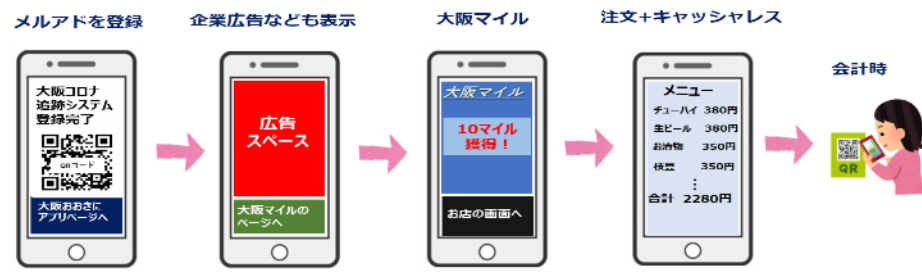 メルアドを登録
企業広告なども表示
大阪マイル
注文+キャッシャレス
会計時
大阪コロナ
追跡システム
登録完了
QRコード
大阪おおきに
アプリページへ
広告
スペース
大阪マイルの
ページへ
大阪マイル
10マイル
獲得！
お店の画面へ
メニュー
チューハイ 380円
生ビール 380円
お漬物 350円
枝豆 350円
⋮
合計 2280円
QR